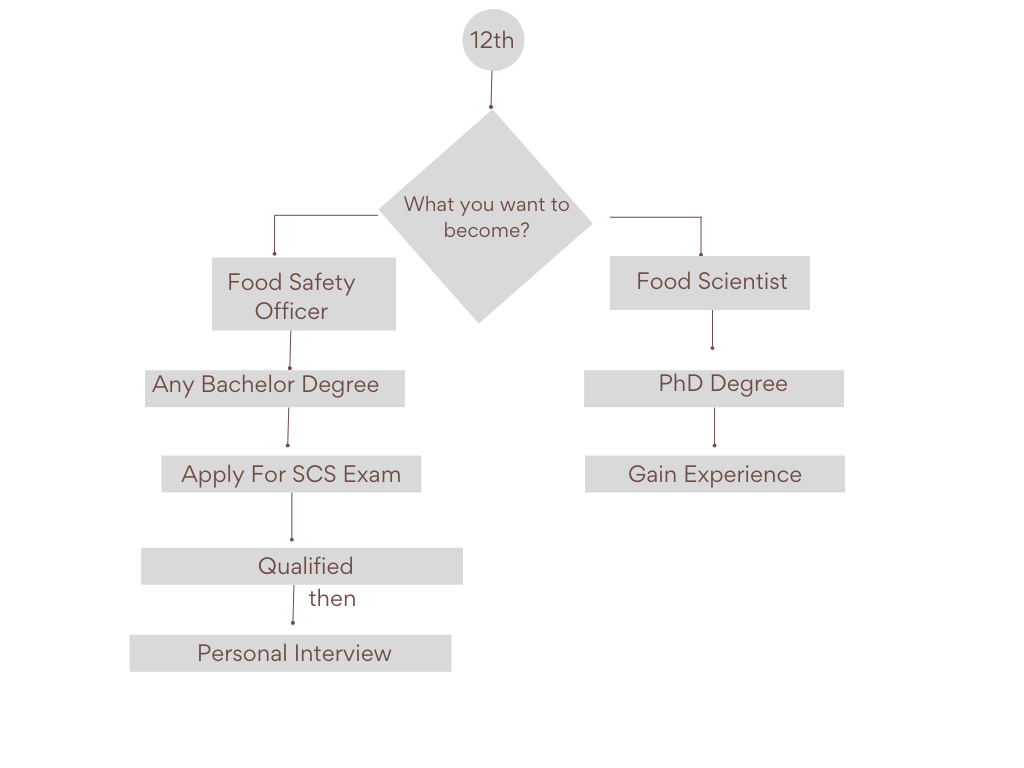 12th
What you want to
become?
Food Safety
Officer
Any Bachelor Degree
Apply For SCS Exam
Qualified
then
Personal Interview
Food Scientist
PhD Degree
Gain Experience